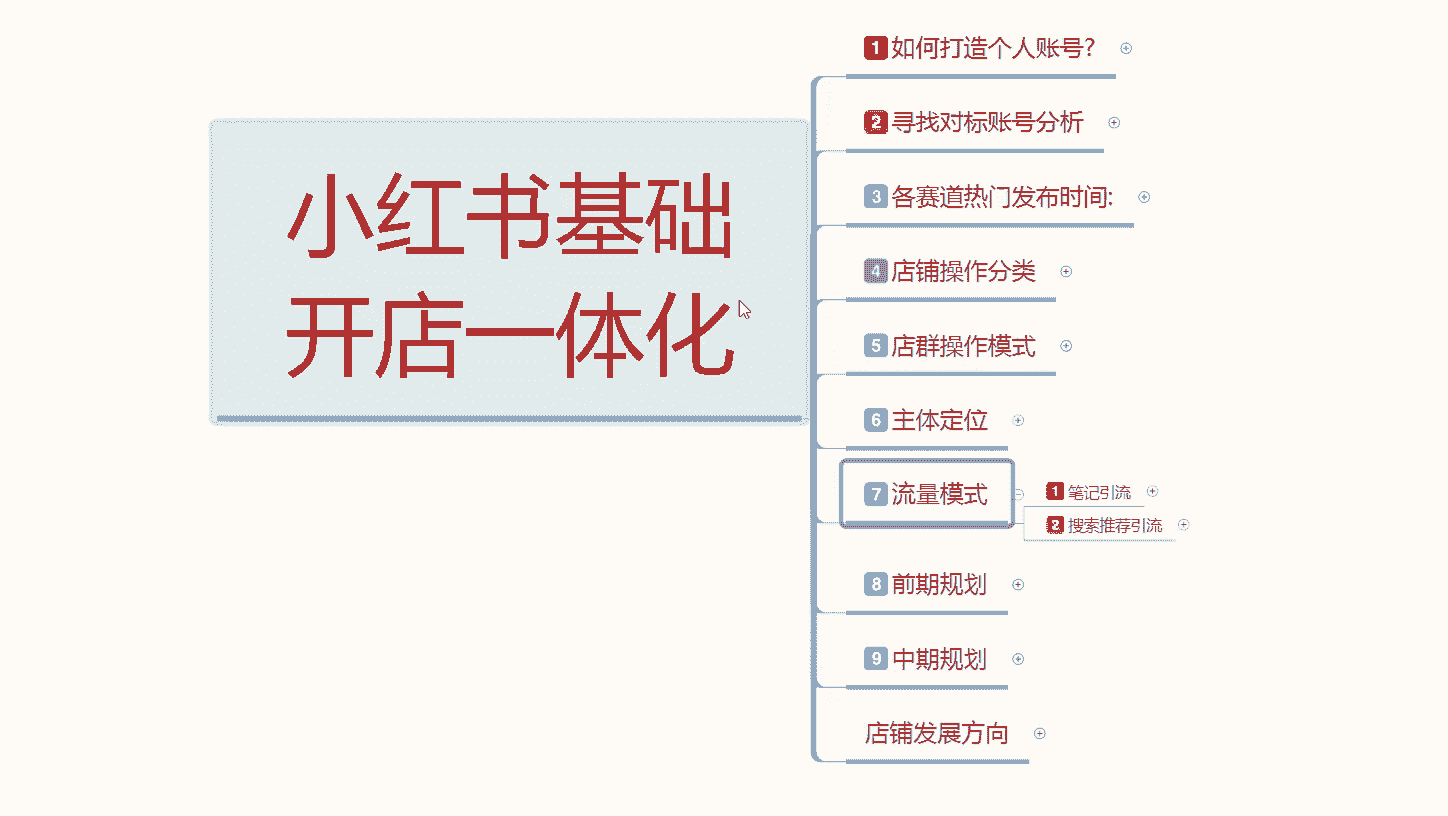 小红书基础
开店一体化
1 如何打造个人账号?
2 寻找对标账号分析
3 各赛道热门发布时间:
4 店铺操作分类
5 店群操作模式
6 主体定位
7 流量模式
1 笔记引流
2 搜索推荐引流
8 前期规划
9 中期规划
店铺发展方向